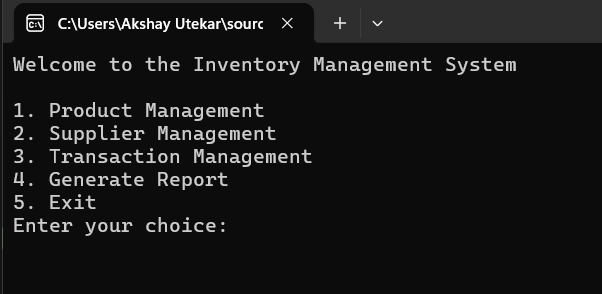 C:\Users\Akshay Utekar\sourc
Welcome to the Inventory Management System
1. Product Management
2. Supplier Management
3. Transaction Management
4. Generate Report
5. Exit
Enter your choice: